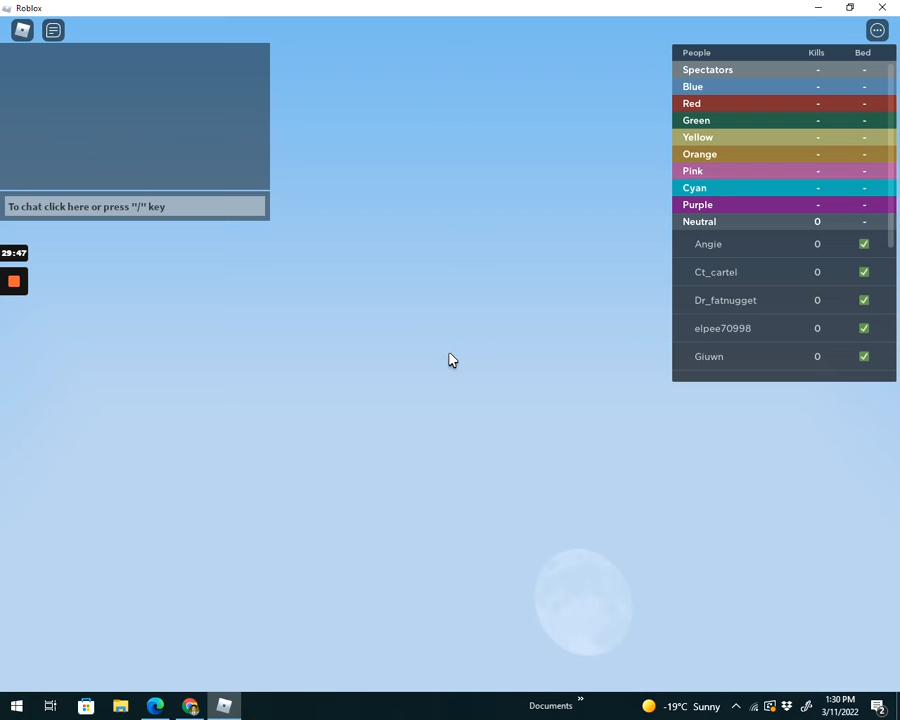 Roblox
People Kills Bed
Spectators - -
Blue - -
Red - -
Green - -
Yellow - -
Orange - -
Pink - -
Cyan - -
Purple - -
Neutral 0 -
Angie 0
Ct_cartel 0
Dr_fatnugget 0
elpee70998 0
Giuwn 0
To chat click here or press "/" key
29:47
Documents
»
-19°C Sunny
1:30 PM
3/11/2022
2